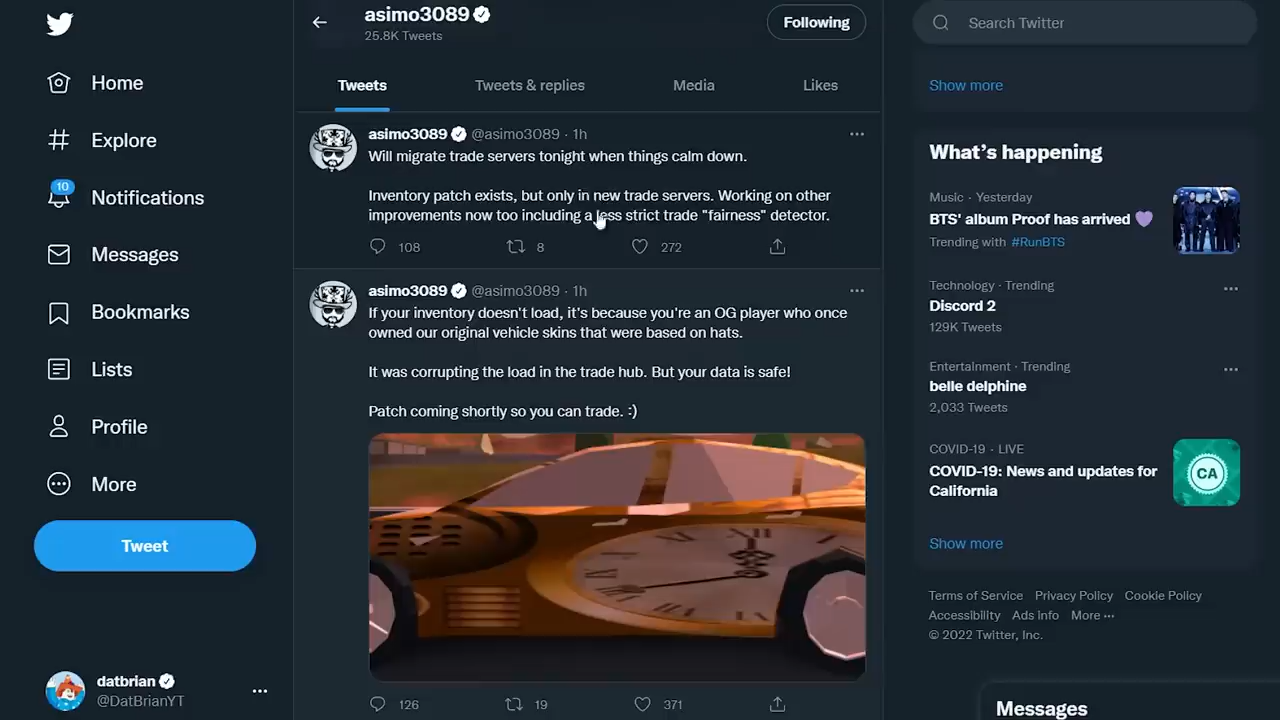 asimo3089
25.8K Tweets
Following
Search Twitter
Home
Explore
10
Notifications
Messages
Bookmarks
Lists
Profile
More
Tweet
datbrian
@DatBrianYT
Tweets
Tweets & replies
Media
Likes
asimo3089 @asimo3089 · 1h
Will migrate trade servers tonight when things calm down.
Inventory patch exists, but only in new trade servers. Working on other
improvements now too including a less strict trade "fairness" detector.
108
8
272
asimo3089 @asimo3089 · 1h
If your inventory doesn't load, it's because you're an OG player who once
owned our original vehicle skins that were based on hats.
It was corrupting the load in the trade hub. But your data is safe!
Patch coming shortly so you can trade. :)
126
19
371
Show more
What's happening
Music · Yesterday
BTS' album Proof has arrived 💜
Trending with #RunBTS
Technology · Trending
Discord 2
129K Tweets
Entertainment · Trending
belle delphine
2,033 Tweets
COVID-19 · LIVE
COVID-19: News and updates for
California
CA
Show more
Terms of Service Privacy Policy Cookie Policy
Accessibility Ads info More ···
© 2022 Twitter, Inc.
Messages